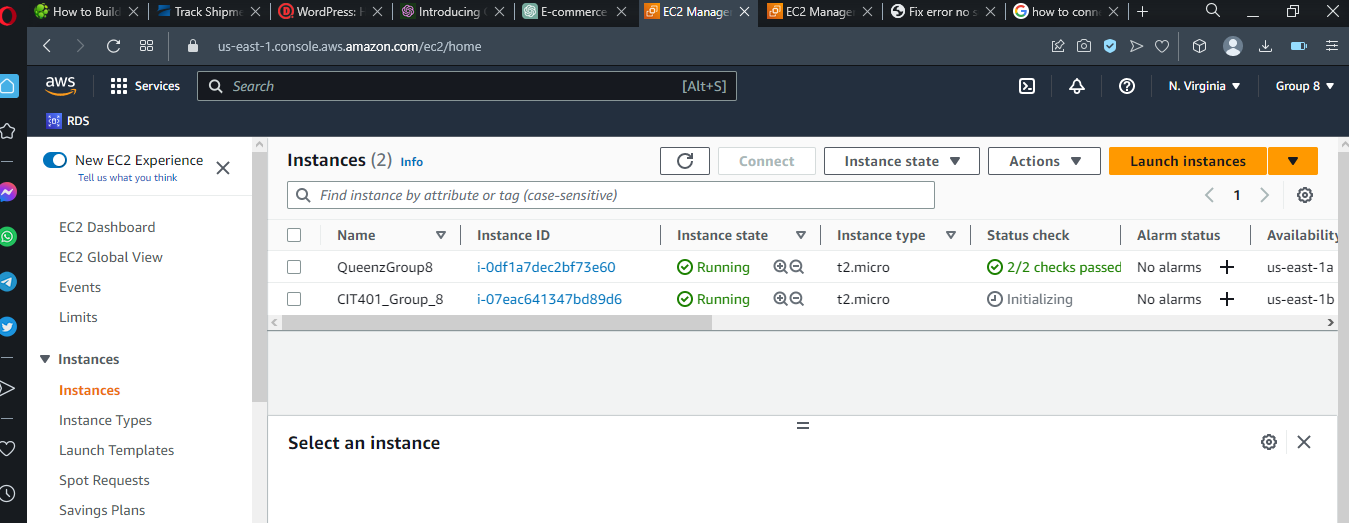 How to Build
Track Shipme
WordPress: H
Introducing
E-commerce
EC2 Manage
EC2 Manage
Fix error no s
how to conne
us-east-1.console.aws.amazon.com/ec2/home
aws
Services
Search
[Alt+S]
N. Virginia
Group 8
RDS
New EC2 Experience
Tell us what you think
EC2 Dashboard
EC2 Global View
Events
Limits
Instances
Instances
Instance Types
Launch Templates
Spot Requests
Savings Plans
Instances (2) Info
Connect
Instance state
Actions
Launch instances
Find instance by attribute or tag (case-sensitive)
1
Name Instance ID Instance state Instance type Status check Alarm status Availability
QueenzGroup8 i-0df1a7dec2bf73e60 Running t2.micro 2/2 checks passed No alarms us-east-1a
CIT401_Group_8 i-07eac641347bd89d6 Running t2.micro Initializing No alarms us-east-1b
Select an instance